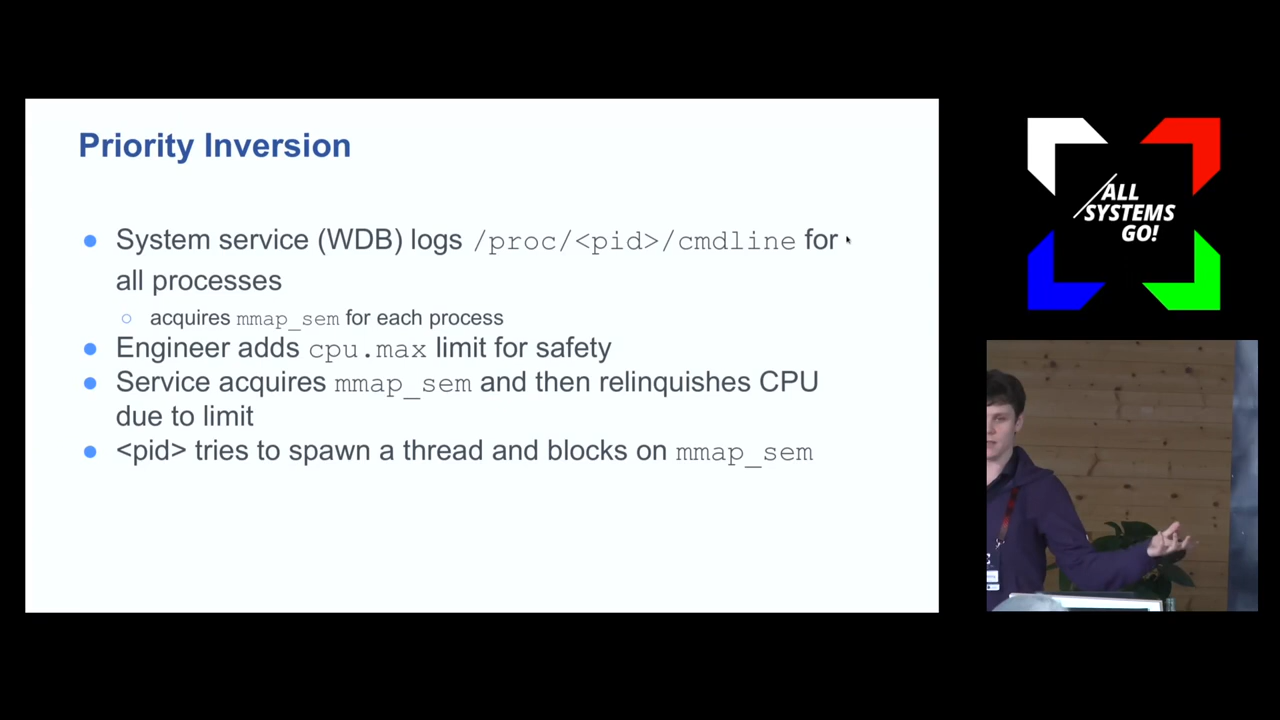 Priority Inversion
● System service (WDB) logs /proc/<pid>/cmdline for
all processes
○ acquires mmap_sem for each process
● Engineer adds cpu.max limit for safety
● Service acquires mmap_sem and then relinquishes CPU
due to limit
● <pid> tries to spawn a thread and blocks on mmap_sem
ALL
SYSTEMS
GO!